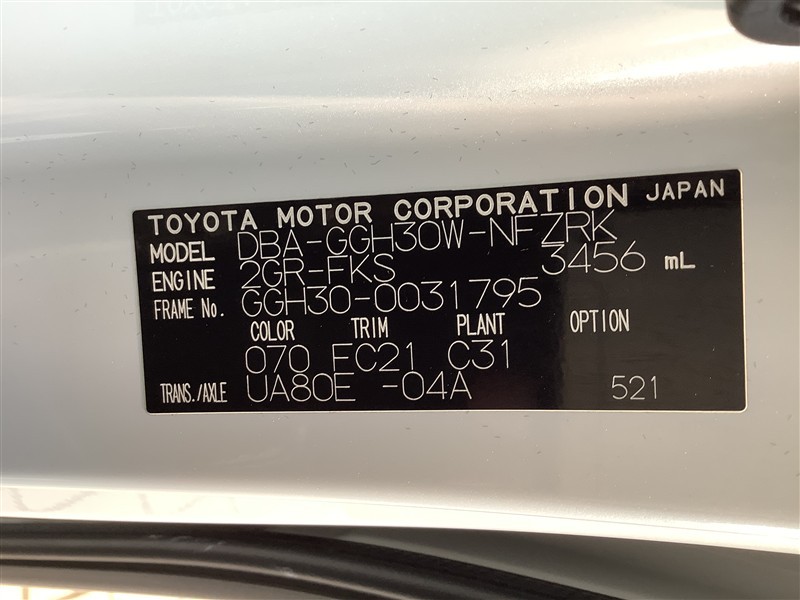 TOYOTA MOTOR CORPORATION JAPAN
MODEL DBA-GGH30W-NFZRK
ENGINE 2GR-FKS 3456 mL
FRAME No. GGH30-0031795
COLOR TRIM PLANT OPTION
070 FC21 C31
TRANS./AXLE UA80E -04A 521